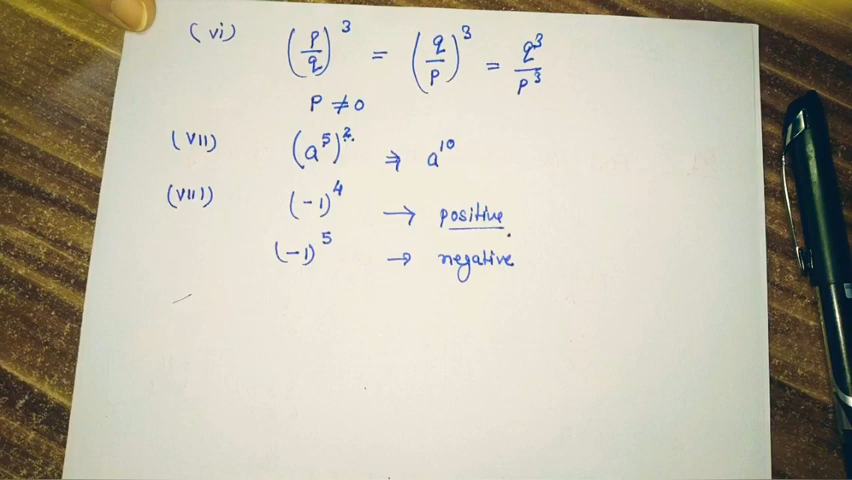 (vi) (p/q)^3 = (q/p)^3 = q^3/p^3
P ≠ 0
(VII) (a^5)^2 ⇒ a^10
(VIII) (-1)^4 → positive
(-1)^5 → negative